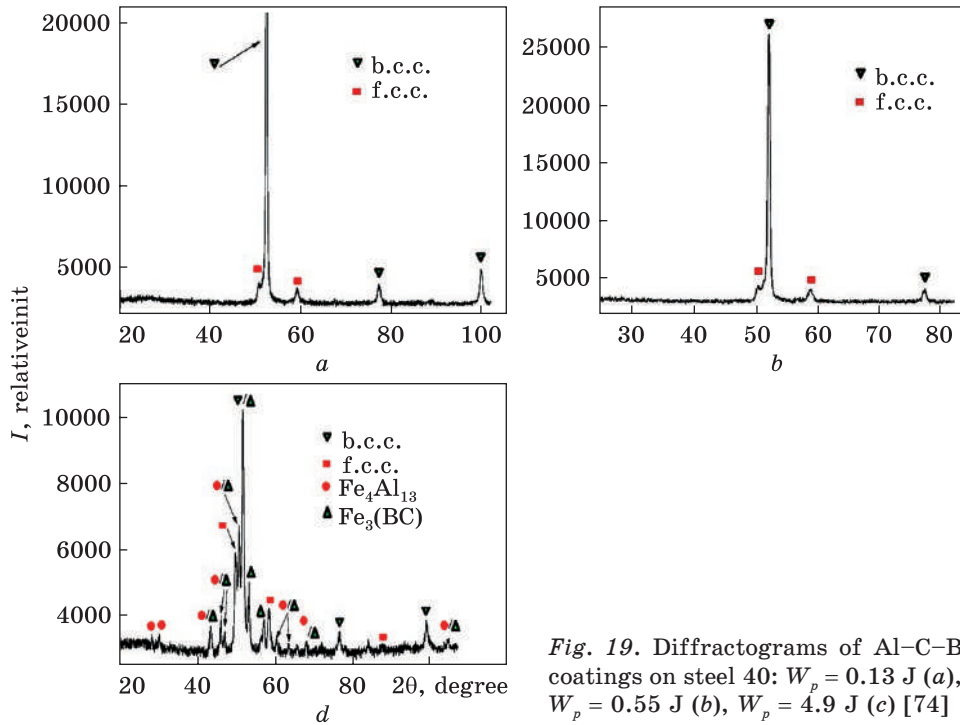 20000
▼ b.c.c.
■ f.c.c.
15000
10000
5000
20 40 60 80 100
a
25000
▼ b.c.c.
■ f.c.c.
20000
15000
10000
5000
30 40 50 60 70 80
b
I, relativeinit
10000
▼ b.c.c.
■ f.c.c.
● Fe₄Al₁₃
▲ Fe₃(BC)
8000
6000
4000
20 40 60 80 2θ, degree
d
Fig. 19. Diffractograms of Al–C–B
coatings on steel 40: Wₚ = 0.13 J (a),
Wₚ = 0.55 J (b), Wₚ = 4.9 J (c) [74]